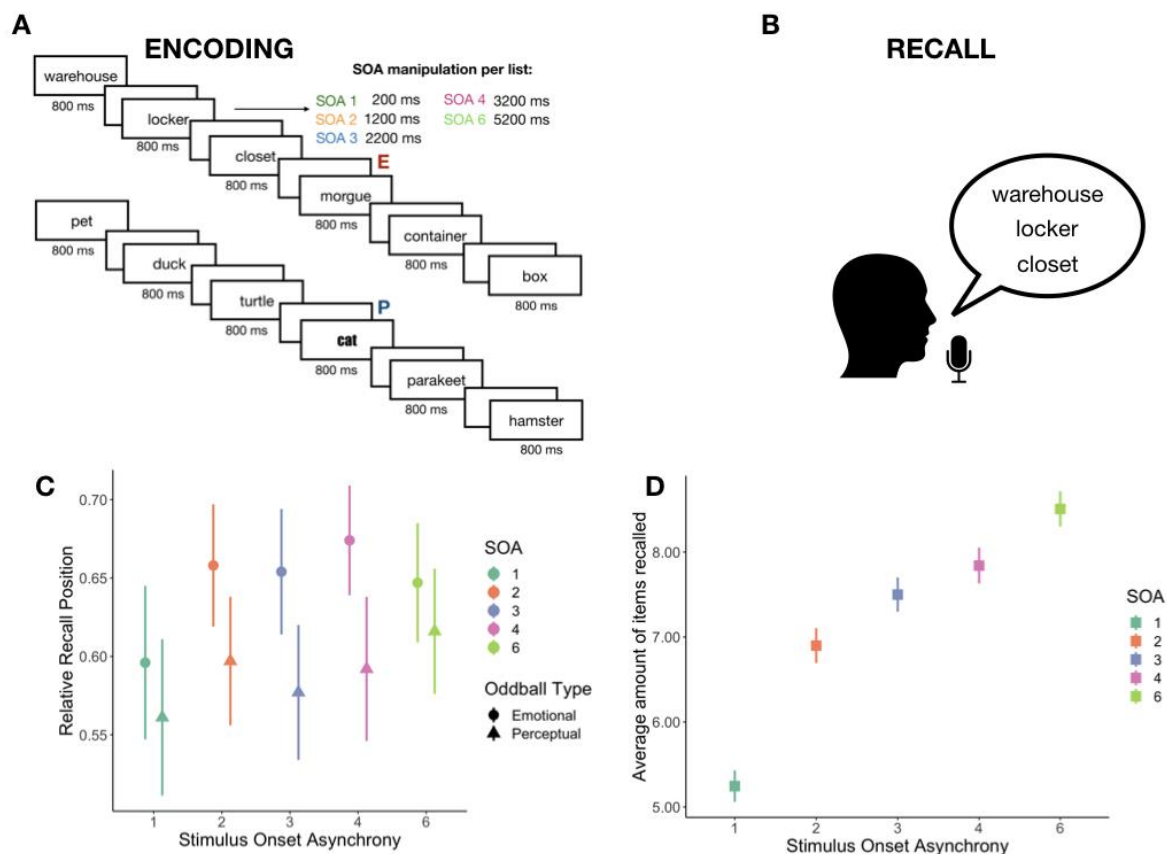 A
ENCODING
SOA manipulation per list:
SOA 1 200 ms SOA 4 3200 ms
SOA 2 1200 ms SOA 6 5200 ms
SOA 3 2200 ms
warehouse
800 ms
locker
800 ms
closet
800 ms
E
morgue
800 ms
container
800 ms
box
800 ms
pet
800 ms
duck
800 ms
turtle
800 ms
P
cat
800 ms
parakeet
800 ms
hamster
800 ms
B
RECALL
warehouse
locker
closet
C
Relative Recall Position
0.70
0.65
0.60
0.55
1 2 3 4 6
Stimulus Onset Asynchrony
SOA
1
2
3
4
6
Oddball Type
Emotional
Perceptual
D
Average amount of items recalled
8.00
7.00
6.00
5.00
1 2 3 4 6
Stimulus Onset Asynchrony
SOA
1
2
3
4
6